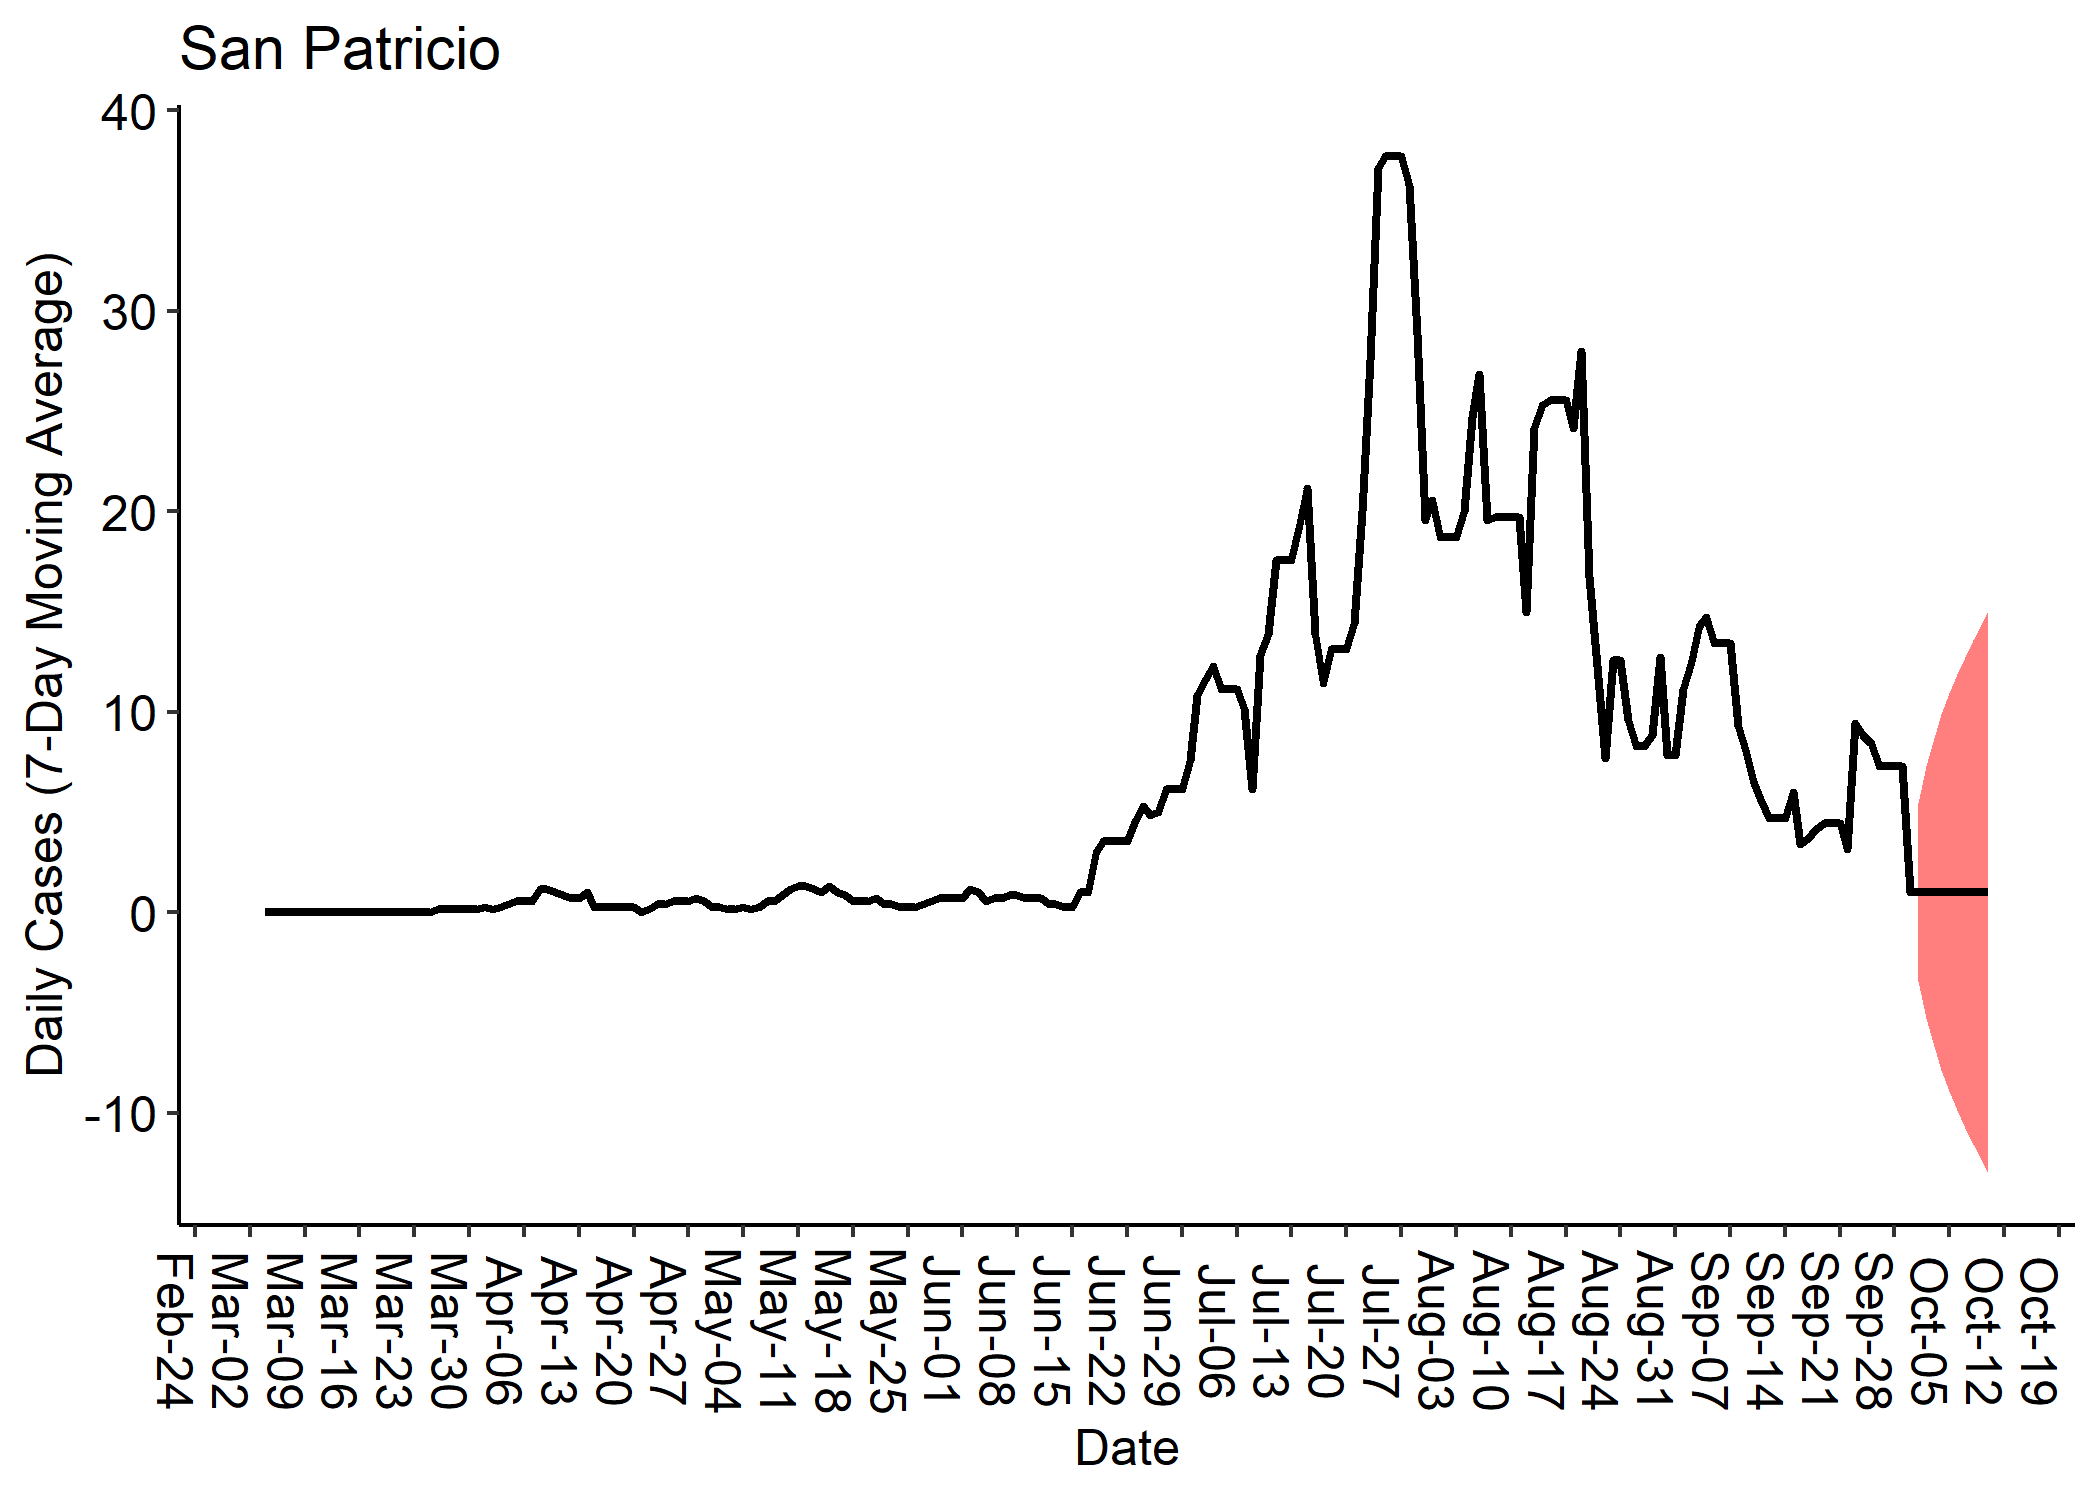 San Patricio
Daily Cases (7-Day Moving Average)
40
30
20
10
0
-10
Feb-24
Mar-02
Mar-09
Mar-16
Mar-23
Mar-30
Apr-06
Apr-13
Apr-20
Apr-27
May-04
May-11
May-18
May-25
Jun-01
Jun-08
Jun-15
Jun-22
Jun-29
Jul-06
Jul-13
Jul-20
Jul-27
Aug-03
Aug-10
Aug-17
Aug-24
Aug-31
Sep-07
Sep-14
Sep-21
Sep-28
Oct-05
Oct-12
Oct-19
Date